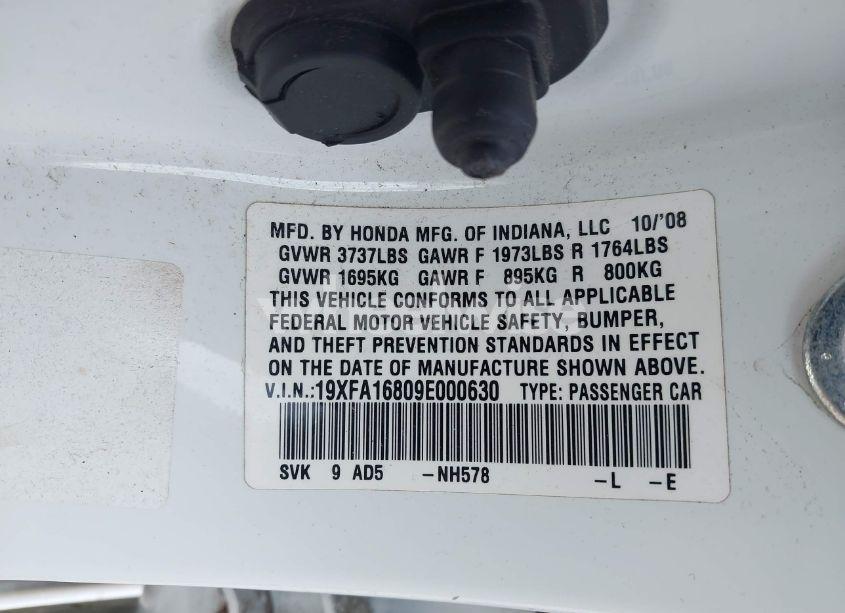 MFD. BY HONDA MFG. OF INDIANA, LLC 10/'08
GVWR 3737LBS GAWR F 1973LBS R 1764LBS
GVWR 1695KG GAWR F 895KG R 800KG
THIS VEHICLE CONFORMS TO ALL APPLICABLE
FEDERAL MOTOR VEHICLE SAFETY, BUMPER,
AND THEFT PREVENTION STANDARDS IN EFFECT
ON THE DATE OF MANUFACTURE SHOWN ABOVE.
V.I.N.:19XFA16809E000630 TYPE: PASSENGER CAR
SVK 9 AD5 -NH578 -L -E